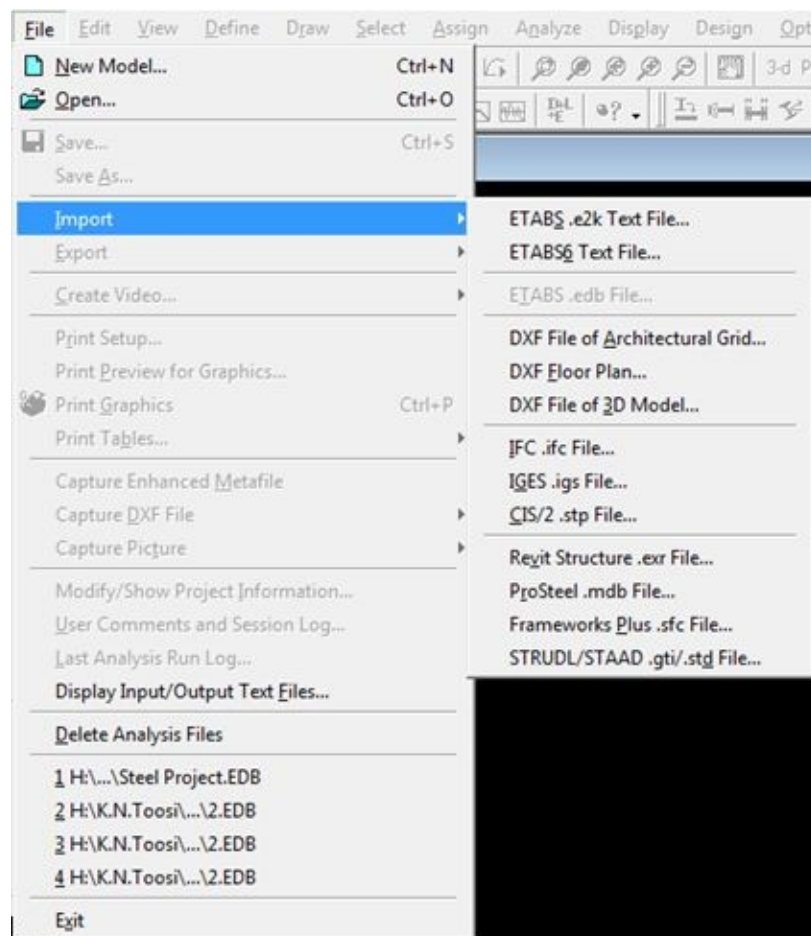 File Edit View Define Draw Select Assign Analyze Display Design Opt
New Model... Ctrl+N
3-d P
Open... Ctrl+O
D+L
+E
Save... Ctrl+S
Save As...
Import
Export
Create Video...
Print Setup...
Print Preview for Graphics...
Print Graphics Ctrl+P
Print Tables...
Capture Enhanced Metafile
Capture DXF File
Capture Picture
Modify/Show Project Information...
User Comments and Session Log...
Last Analysis Run Log...
Display Input/Output Text Files...
Delete Analysis Files
1 H:\...\Steel Project.EDB
2 H:\K.N.Toosi\...\2.EDB
3 H:\K.N.Toosi\...\2.EDB
4 H:\K.N.Toosi\...\2.EDB
Exit
ETABS .e2k Text File...
ETABS6 Text File...
ETABS .edb File...
DXF File of Architectural Grid...
DXF Floor Plan...
DXF File of 3D Model...
IFC .ifc File...
IGES .igs File...
CIS/2 .stp File...
Revit Structure .exr File...
ProSteel .mdb File...
Frameworks Plus .sfc File...
STRUDL/STAAD .gti/.std File...